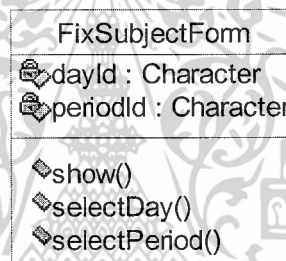 FixSubjectForm
dayId : Character
periodId : Character
show()
selectDay()
selectPeriod()